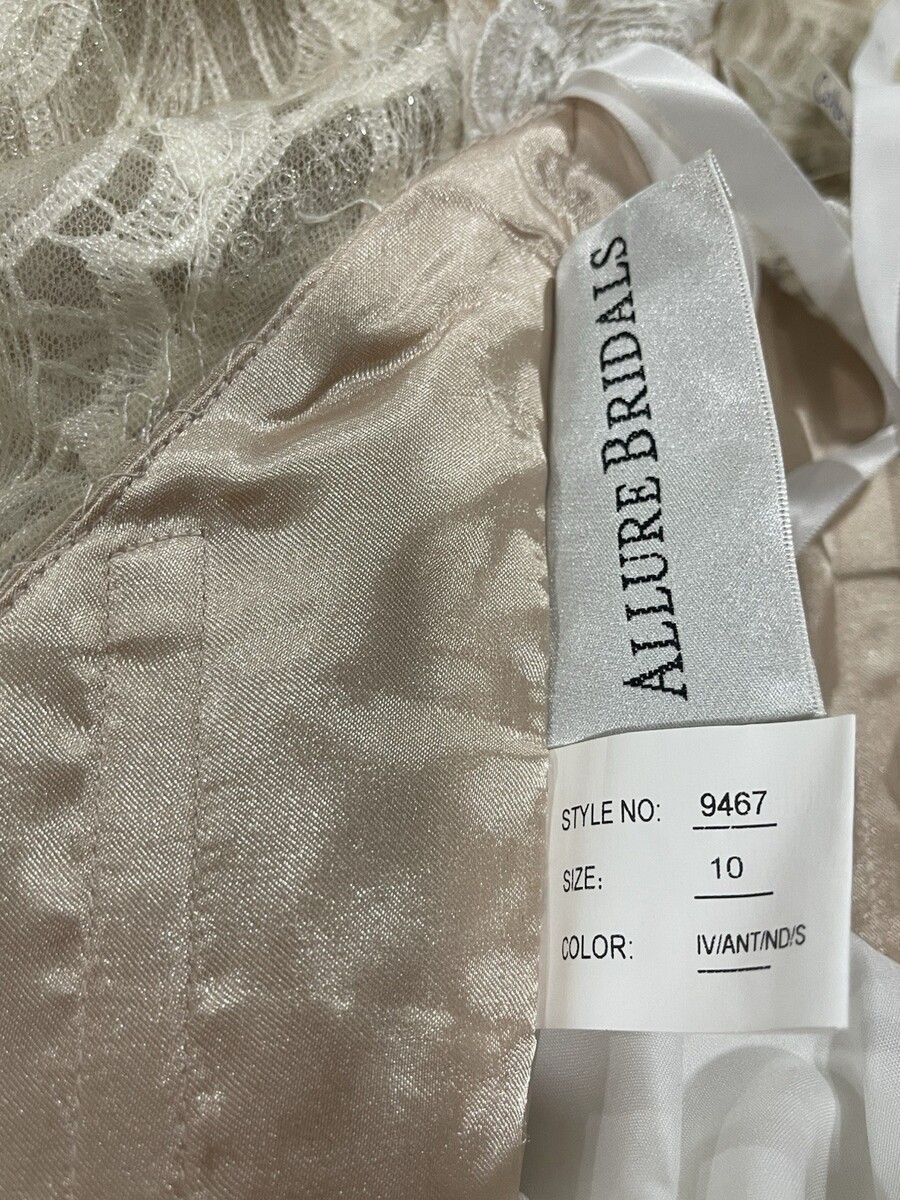 ALLURE BRIDALS
STYLE NO: 9467
SIZE: 10
COLOR: IV/ANT/ND/S